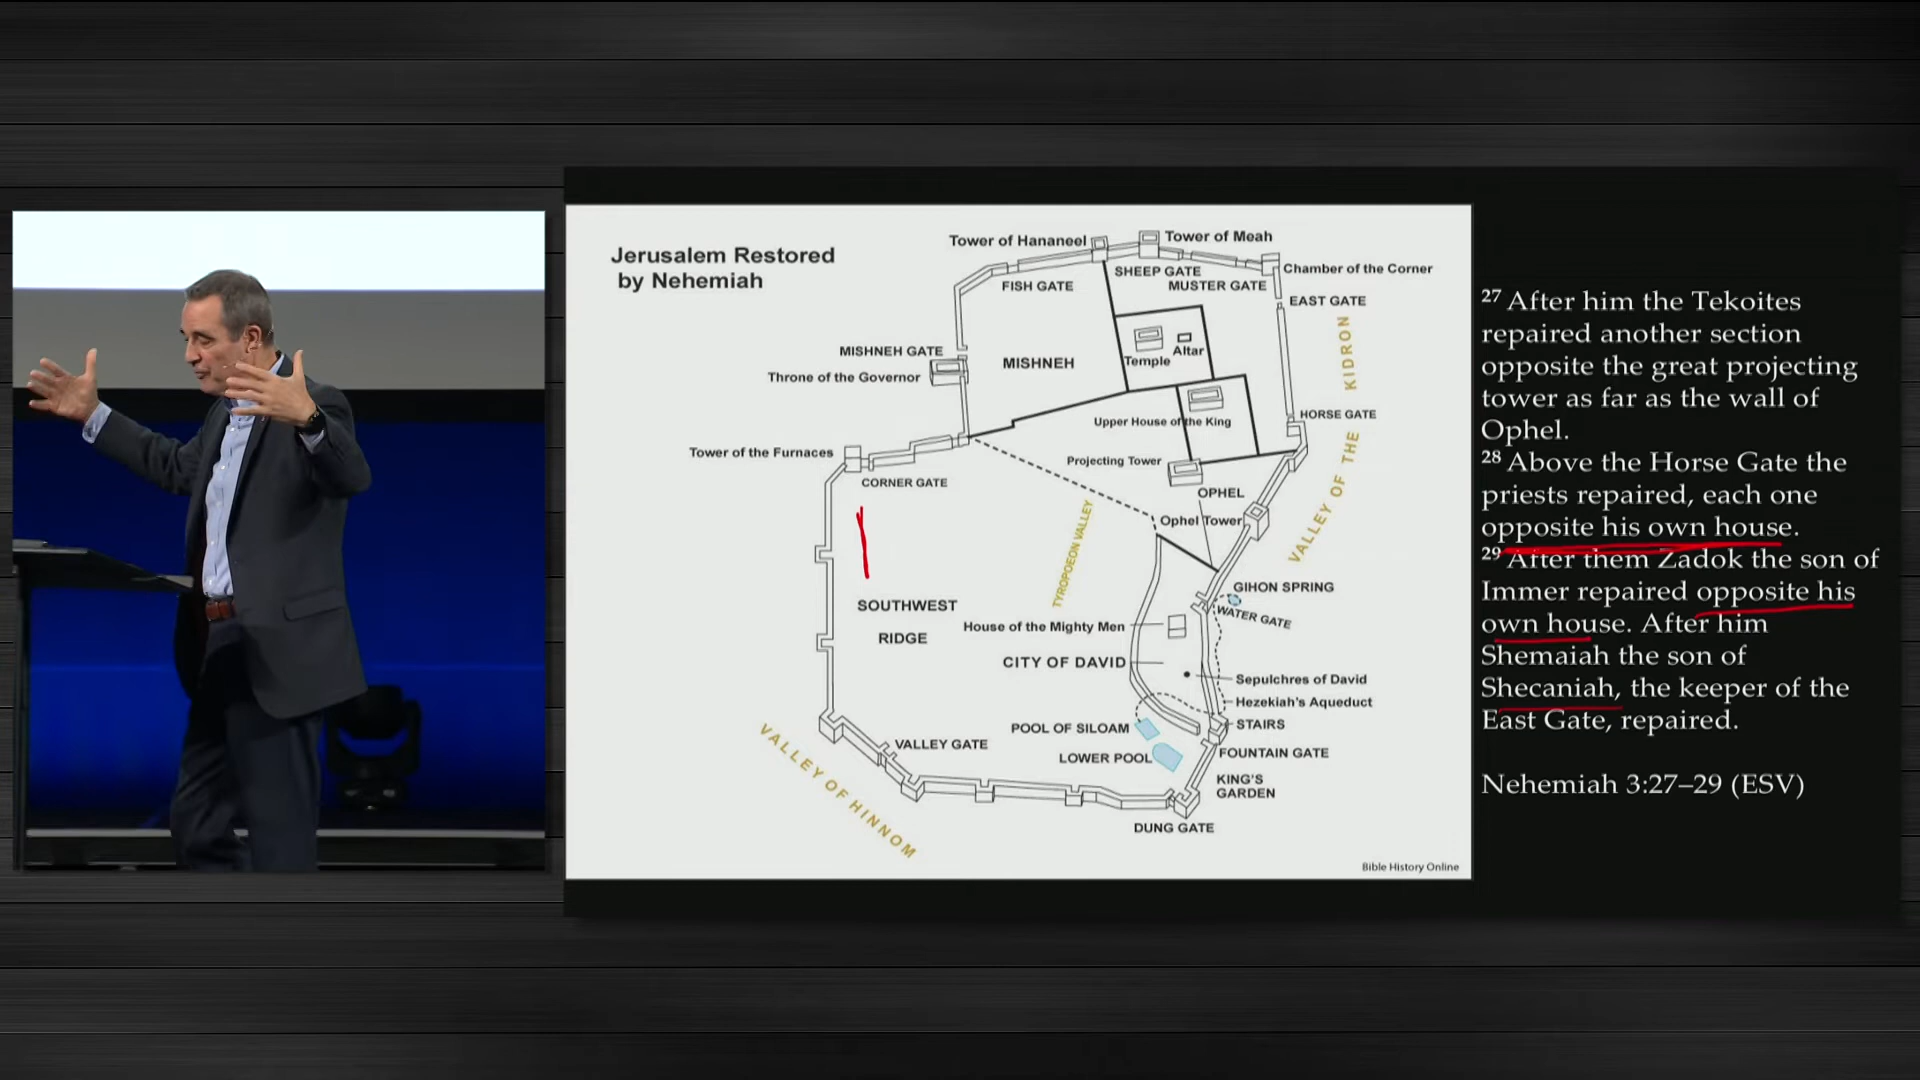 Jerusalem Restored
by Nehemiah
Tower of Hananeel
Tower of Meah
Chamber of the Corner
SHEEP GATE
MUSTER GATE
FISH GATE
EAST GATE
MISHNEH GATE
Throne of the Governor
MISHNEH
Temple
Altar
VALLEY OF THE KIDRON
HORSE GATE
Upper House of the King
Tower of the Furnaces
CORNER GATE
Projecting Tower
OPHEL
Ophel Tower
TYROPOEON VALLEY
GIHON SPRING
WATER GATE
SOUTHWEST
RIDGE
House of the Mighty Men
CITY OF DAVID
Sepulchres of David
Hezekiah's Aqueduct
STAIRS
POOL OF SILOAM
LOWER POOL
FOUNTAIN GATE
KING'S
GARDEN
VALLEY GATE
VALLEY OF HINNOM
DUNG GATE
Bible History Online
27 After him the Tekoites
repaired another section
opposite the great projecting
tower as far as the wall of
Ophel.
28 Above the Horse Gate the
priests repaired, each one
opposite his own house.
29 After them Zadok the son of
Immer repaired opposite his
own house. After him
Shemaiah the son of
Shecaniah, the keeper of the
East Gate, repaired.
Nehemiah 3:27–29 (ESV)